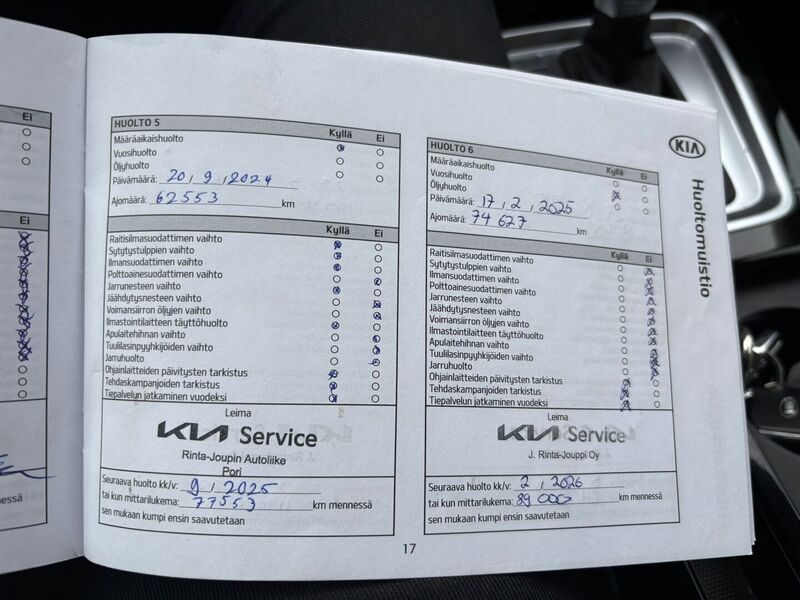 Ei
Ei
HUOLTO 5
Kyllä Ei
Määräaikaishuolto
Vuosihuolto
Öljyhuolto
Päivämäärä: 20 , 9 , 2024
Ajomäärä: 62553 km
Kyllä Ei
Raitisilmasuodattimen vaihto
Sytytystulppien vaihto
Ilmansuodattimen vaihto
Polttoainesuodattimen vaihto
Jarrunesteen vaihto
Jäähdytysnesteen vaihto
Voimansiirron öljyjen vaihto
Ilmastointilaitteen täyttöhuolto
Apulaitehihnan vaihto
Tuulilasinpyyhkijöiden vaihto
Jarruhuolto
Ohjainlaitteiden päivitysten tarkistus
Tehdaskampanjoiden tarkistus
Tiepalvelun jatkaminen vuodeksi
Leima
KIA Service
Rinta-Joupin Autoliike
Pori
Seuraava huolto kk/v: 9 , 2025
tai kun mittarilukema: 77553 km mennessä
sen mukaan kumpi ensin saavutetaan
HUOLTO 6
Kyllä Ei
Määräaikaishuolto
Vuosihuolto
Öljyhuolto
Päivämäärä: 17 , 2 , 2025
Ajomäärä: 74 627 km
Kyllä Ei
Raitisilmasuodattimen vaihto
Sytytystulppien vaihto
Ilmansuodattimen vaihto
Polttoainesuodattimen vaihto
Jarrunesteen vaihto
Jäähdytysnesteen vaihto
Voimansiirron öljyjen vaihto
Ilmastointilaitteen täyttöhuolto
Apulaitehihnan vaihto
Tuulilasinpyyhkijöiden vaihto
Jarruhuolto
Ohjainlaitteiden päivitysten tarkistus
Tehdaskampanjoiden tarkistus
Tiepalvelun jatkaminen vuodeksi
Leima
KIA Service
J. Rinta-Jouppi Oy
Seuraava huolto kk/v: 2 , 2026
tai kun mittarilukema: 89 000 km mennessä
sen mukaan kumpi ensin saavutetaan
KIA
Huoltomuistio
17